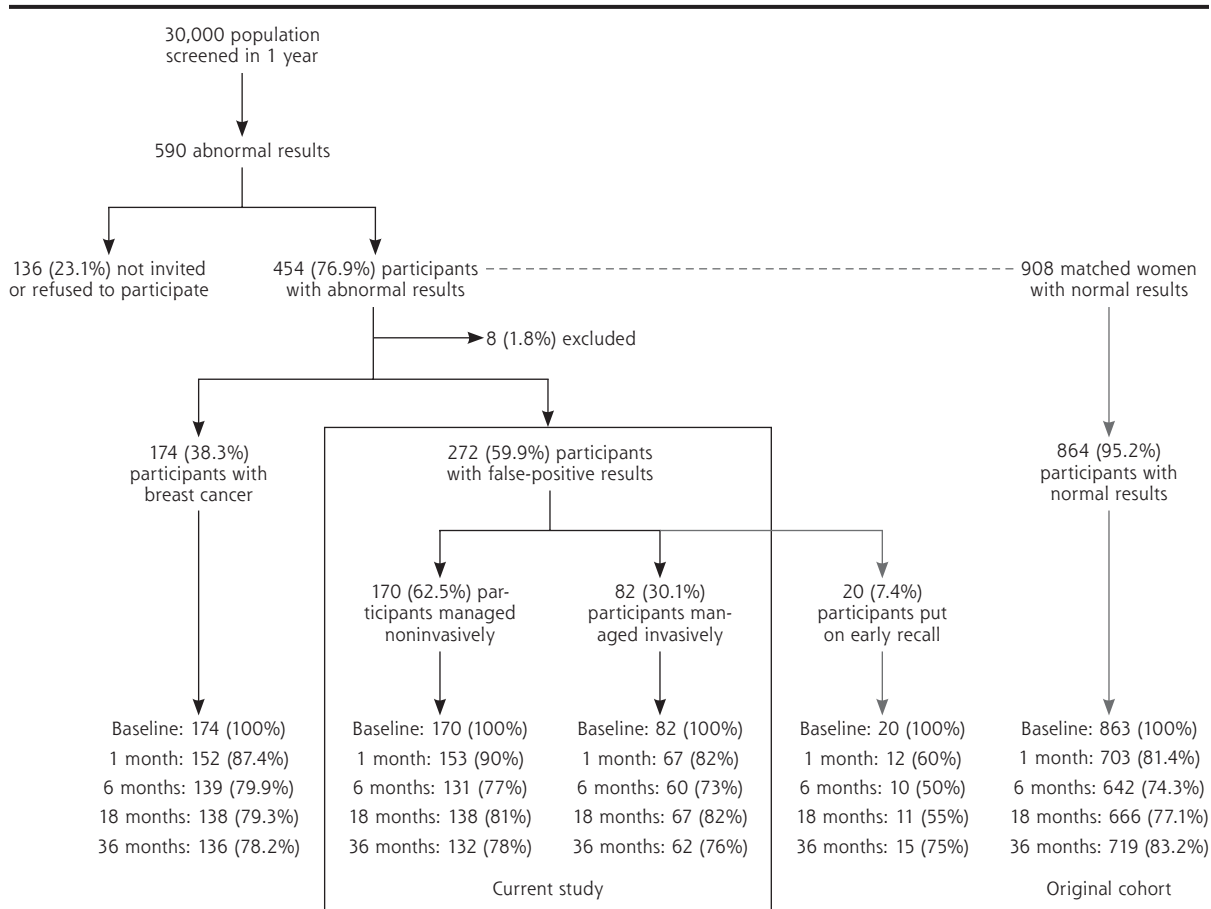 30,000 population
screened in 1 year
590 abnormal results
136 (23.1%) not invited
or refused to participate
454 (76.9%) participants
with abnormal results
908 matched women
with normal results
8 (1.8%) excluded
174 (38.3%)
participants with
breast cancer
272 (59.9%) participants
with false-positive results
864 (95.2%)
participants with
normal results
170 (62.5%) par-
ticipants managed
noninvasively
82 (30.1%)
participants man-
aged invasively
20 (7.4%)
participants put
on early recall
Baseline: 174 (100%)
1 month: 152 (87.4%)
6 months: 139 (79.9%)
18 months: 138 (79.3%)
36 months: 136 (78.2%)
Baseline: 170 (100%)
1 month: 153 (90%)
6 months: 131 (77%)
18 months: 138 (81%)
36 months: 132 (78%)
Baseline: 82 (100%)
1 month: 67 (82%)
6 months: 60 (73%)
18 months: 67 (82%)
36 months: 62 (76%)
Baseline: 20 (100%)
1 month: 12 (60%)
6 months: 10 (50%)
18 months: 11 (55%)
36 months: 15 (75%)
Baseline: 863 (100%)
1 month: 703 (81.4%)
6 months: 642 (74.3%)
18 months: 666 (77.1%)
36 months: 719 (83.2%)
Current study
Original cohort